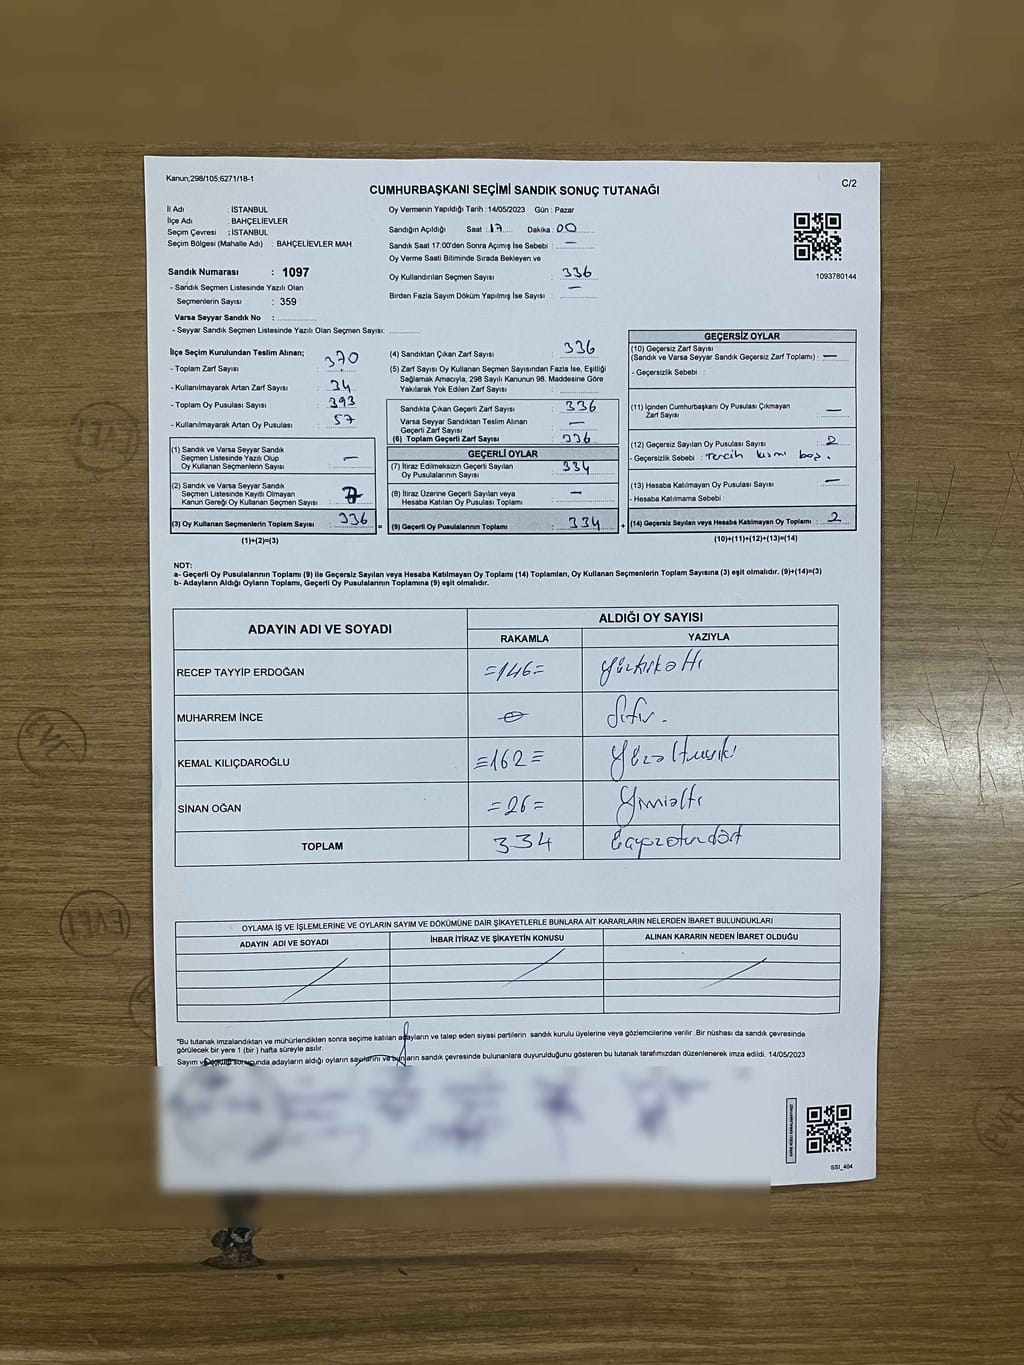 Kanun;298/105,6271/18-1
C/2
CUMHURBAŞKANI SEÇİMİ SANDIK SONUÇ TUTANAĞI
İl Adı : İSTANBUL
İlçe Adı : BAHÇELİEVLER
Seçim Çevresi : İSTANBUL
Seçim Bölgesi (Mahalle Adı) : BAHÇELİEVLER MAH.
Sandık Numarası : 1097
- Sandık Seçmen Listesinde Yazılı Olan
Seçmenlerin Sayısı : 359
Varsa Seyyar Sandık No :
- Seyyar Sandık Seçmen Listesinde Yazılı Olan Seçmen Sayısı:
Oy Vermenin Yapıldığı Tarih :14/05/2023 Gün : Pazar
Sandığın Açıldığı Saat : 17 Dakika : 00
Sandık Saat 17:00'den Sonra Açımış İse Sebebi : —
Oy Verme Saati Bitiminde Sırada Bekleyen ve
Oy Kullandırılan Seçmen Sayısı : 336
Birden Fazla Sayım Döküm Yapılmış İse Sayısı : —
1093780144
İlçe Seçim Kurulundan Teslim Alınan;
- Toplam Zarf Sayısı : 370
- Kullanılmayarak Artan Zarf Sayısı : 34
- Toplam Oy Pusulası Sayısı : 393
- Kullanılmayarak Artan Oy Pusulası : 57
(1) Sandık ve Varsa Seyyar Sandık
Seçmen Listesinde Yazılı Olup
Oy Kullanan Seçmenlerin Sayısı : —
(2) Sandık ve Varsa Seyyar Sandık
Seçmen Listesinde Kayıtlı Olmayan
Kanun Gereği Oy Kullanan Seçmen Sayısı :
(3) Oy Kullanan Seçmenlerin Toplam Sayısı : 336 =
(1)+(2)=(3)
(4) Sandıktan Çıkan Zarf Sayısı : 336
(5) Zarf Sayısı Oy Kullanan Seçmen Sayısından Fazla İse, Eşitliği
Sağlamak Amacıyla, 298 Sayılı Kanunun 98. Maddesine Göre
Yakılarak Yok Edilen Zarf Sayısı :
Sandıkta Çıkan Geçerli Zarf Sayısı : 336
Varsa Seyyar Sandıktan Teslim Alınan
Geçerli Zarf Sayısı : —
(6) Toplam Geçerli Zarf Sayısı : 336
GEÇERLİ OYLAR
(7) İtiraz Edilmeksizin Geçerli Sayılan
Oy Pusulalarının Sayısı : 334
(8) İtiraz Üzerine Geçerli Sayılan veya
Hesaba Katılan Oy Pusulası Toplamı : —
(9) Geçerli Oy Pusulalarının Toplamı : 334 +
GEÇERSİZ OYLAR
(10) Geçersiz Zarf Sayısı
(Sandık ve Varsa Seyyar Sandık Geçersiz Zarf Toplamı) : —
- Geçersizlik Sebebi :
(11) İçinden Cumhurbaşkanı Oy Pusulası Çıkmayan
Zarf Sayısı : —
(12) Geçersiz Sayılan Oy Pusulası Sayısı : 2
- Geçersizlik Sebebi : Tercih kısmı boş.
(13) Hesaba Katılmayan Oy Pusulası Sayısı : —
- Hesaba Katılmama Sebebi :
(14) Geçersiz Sayılan veya Hesaba Katılmayan Oy Toplamı : 2
(10)+(11)+(12)+(13)=(14)
NOT:
a- Geçerli Oy Pusulalarının Toplamı (9) ile Geçersiz Sayılan veya Hesaba Katılmayan Oy Toplamı (14) Toplamları, Oy Kullanan Seçmenlerin Toplam Sayısına (3) eşit olmalıdır. (9)+(14)=(3)
b- Adayların Aldığı Oyların Toplamı, Geçerli Oy Pusulalarının Toplamına (9) eşit olmalıdır.
ADAYIN ADI VE SOYADI
ALDIĞI OY SAYISI
RAKAMLA YAZIYLA
RECEP TAYYİP ERDOĞAN =146= Yüzkırkaltı
MUHARREM İNCE 0 Sıfır.
KEMAL KILIÇDAROĞLU =162= Yüzaltmışiki
SİNAN OĞAN =26= Yirmialtı
TOPLAM 334 Üçyüzotuzdört
OYLAMA İŞ VE İŞLEMLERİNE VE OYLARIN SAYIM VE DÖKÜMÜNE DAİR ŞİKAYETLERLE BUNLARA AİT KARARLARIN NELERDEN İBARET BULUNDUKLARI
ADAYIN ADI VE SOYADI İHBAR İTİRAZ VE ŞİKAYETİN KONUSU ALINAN KARARIN NEDEN İBARET OLDUĞU
*Bu tutanak imzalandıktan ve mühürlendikten sonra seçime katılan adayların ve talep eden siyasi partilerin sandık kurulu üyelerine veya gözlemcilerine verilir .Bir nüshası da sandık çevresinde
görülecek bir yere 1 (bir ) hafta süreyle asılır.
Sayım ve döküm sonucunda adayların aldığı oyların sayılarını ve bunların sandık çevresinde bulunanlara duyurulduğunu gösteren bu tutanak tarafımızdan düzenlenerek imza edildi. 14/05/2023
SSI_404
EVET
EVET
EVET
EVET